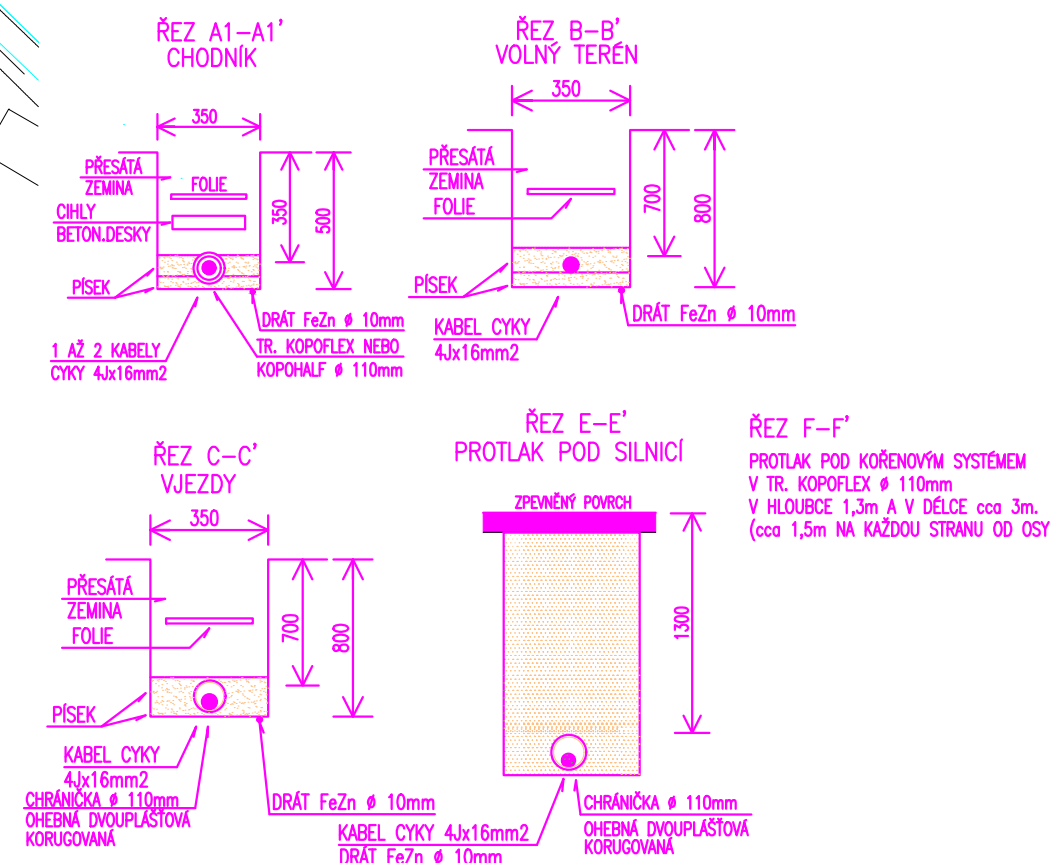 ŘEZ A1–A1'
CHODNÍK
350
PŘESÁTÁ
ZEMINA
FOLIE
CIHLY
BETON.DESKY
350
500
PÍSEK
DRÁT FeZn ø 10mm
1 AŽ 2 KABELY
CYKY 4Jx16mm2
TR. KOPOFLEX NEBO
KOPOHALF ø 110mm
ŘEZ B–B'
VOLNÝ TERÉN
350
PŘESÁTÁ
ZEMINA
FOLIE
700
800
PÍSEK
KABEL CYKY
4Jx16mm2
DRÁT FeZn ø 10mm
ŘEZ C–C'
VJEZDY
350
PŘESÁTÁ
ZEMINA
FOLIE
700
800
PÍSEK
KABEL CYKY
4Jx16mm2
CHRÁNIČKA ø 110mm
OHEBNÁ DVOUPLÁŠŤOVÁ
KORUGOVANÁ
DRÁT FeZn ø 10mm
ŘEZ E–E'
PROTLAK POD SILNICÍ
ZPEVNĚNÝ POVRCH
1300
KABEL CYKY 4Jx16mm2
DRÁT FeZn ø 10mm
CHRÁNIČKA ø 110mm
OHEBNÁ DVOUPLÁŠŤOVÁ
KORUGOVANÁ
ŘEZ F–F'
PROTLAK POD KOŘENOVÝM SYSTÉMEM
V TR. KOPOFLEX ø 110mm
V HLOUBCE 1,3m A V DÉLCE cca 3m.
(cca 1,5m NA KAŽDOU STRANU OD OSY